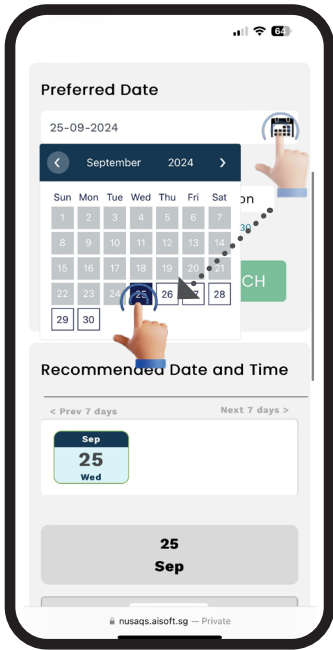 64
Preferred Date
25-09-2024
September 2024
Sun Mon Tue Wed Thu Fri Sat
1 2 3 4 5 6 7
on
30
8 9 10 11 12 13 14
15 16 17 18 19 20 21
CH
22 23 24 25 26 27 28
29 30
Recommended Date and Time
< Prev 7 days Next 7 days >
Sep
25
Wed
25
Sep
nusaqs.aisoft.sg — Private